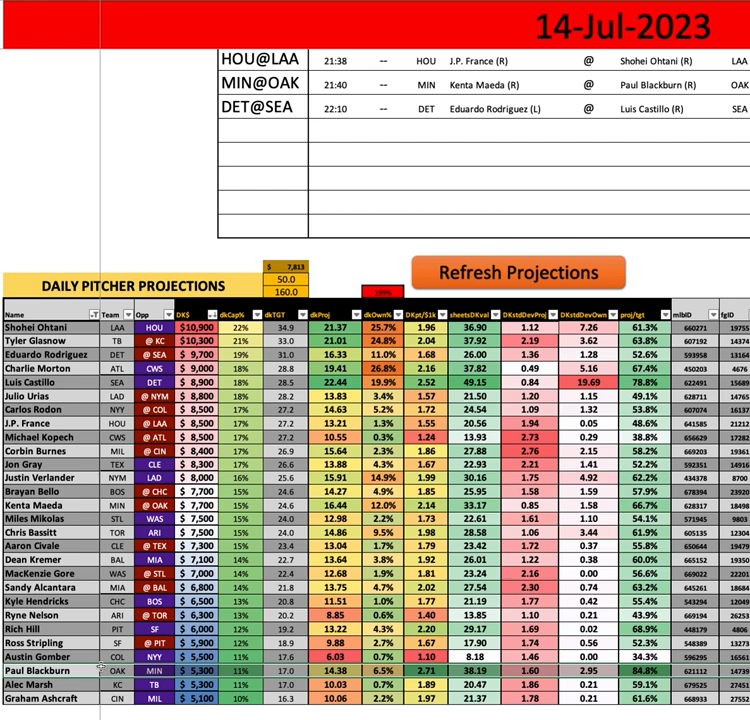 14-Jul-2023
HOU@LAA 21:38 -- HOU J.P. France (R) @ Shohei Ohtani (R) LAA
MIN@OAK 21:40 -- MIN Kenta Maeda (R) @ Paul Blackburn (R) OAK
DET@SEA 22:10 -- DET Eduardo Rodriguez (L) @ Luis Castillo (R) SEA
$ 7,813
Refresh Projections
DAILY PITCHER PROJECTIONS 50.0
160.0 199%
Name Team Opp DK$ dkCap% dkTGT dkProj dkOwn% DKpt/$1k sheetsDKval DKstdDevProj DKstdDevOwn proj/tgt mlbID fgID
Shohei Ohtani LAA HOU $10,900 22% 34.9 21.37 25.7% 1.96 36.90 1.12 7.26 61.3% 660271 19755
Tyler Glasnow TB @ KC $10,300 21% 33.0 21.01 24.8% 2.04 37.92 2.19 3.62 63.8% 607192 14374
Eduardo Rodriguez DET @ SEA $ 9,700 19% 31.0 16.33 11.0% 1.68 26.00 1.36 1.28 52.6% 593958 13164
Charlie Morton ATL CWS $ 9,000 18% 28.8 19.41 26.8% 2.16 37.82 0.49 5.16 67.4% 450203 4676
Luis Castillo SEA DET $ 8,900 18% 28.5 22.44 19.9% 2.52 49.15 0.84 19.69 78.8% 622491 15689
Julio Urias LAD @ NYM $ 8,800 18% 28.2 13.83 3.4% 1.57 21.50 1.20 1.15 49.1% 628711 14765
Carlos Rodon NYY @ COL $ 8,500 17% 27.2 14.63 5.2% 1.72 24.54 1.09 1.32 53.8% 607074 16137
J.P. France HOU @ LAA $ 8,500 17% 27.2 13.21 1.3% 1.55 20.56 1.94 0.05 48.6% 641585 21212
Michael Kopech CWS @ ATL $ 8,500 17% 27.2 10.55 0.3% 1.24 13.93 2.73 0.29 38.8% 656629 17282
Corbin Burnes MIL @ CIN $ 8,400 17% 26.9 15.64 2.3% 1.86 27.88 2.76 2.15 58.2% 669203 19361
Jon Gray TEX CLE $ 8,300 17% 26.6 13.88 4.3% 1.67 22.93 2.21 1.41 52.2% 592351 14916
Justin Verlander NYM LAD $ 8,000 16% 25.6 15.91 14.9% 1.99 30.16 1.75 4.92 62.2% 434378 8700
Brayan Bello BOS @ CHC $ 7,700 15% 24.6 14.27 4.9% 1.85 25.95 1.58 1.59 57.9% 678394 23920
Kenta Maeda MIN @ OAK $ 7,700 15% 24.6 16.44 12.0% 2.14 33.17 0.85 1.58 66.7% 628317 18498
Miles Mikolas STL WAS $ 7,500 15% 24.0 12.98 2.2% 1.73 22.61 1.61 1.10 54.1% 571945 9803
Chris Bassitt TOR ARI $ 7,500 15% 24.0 14.86 9.5% 1.98 28.58 1.06 3.44 61.9% 605135 12304
Aaron Civale CLE @ TEX $ 7,300 15% 23.4 13.04 1.7% 1.79 23.42 1.72 0.37 55.8% 650644 19479
Dean Kremer BAL MIA $ 7,100 14% 22.7 13.64 3.8% 1.92 26.01 1.22 0.38 60.0% 665152 19350
MacKenzie Gore WAS @ STL $ 7,000 14% 22.4 12.68 1.9% 1.81 23.24 2.16 0.00 56.6% 669022 22201
Sandy Alcantara MIA @ BAL $ 6,800 14% 21.8 13.75 4.7% 2.02 27.54 2.30 0.74 63.2% 645261 18684
Kyle Hendricks CHC BOS $ 6,500 13% 20.8 11.51 1.0% 1.77 21.19 1.77 0.42 55.4% 543294 12049
Ryne Nelson ARI @ TOR $ 6,300 13% 20.2 8.85 0.6% 1.40 13.85 1.10 0.21 43.9% 669194 26253
Rich Hill PIT SF $ 6,000 12% 19.2 13.22 4.3% 2.20 29.17 1.69 0.02 68.9% 448179 4806
Ross Stripling SF @ PIT $ 5,900 12% 18.9 9.88 2.7% 1.67 17.90 1.74 0.56 52.3% 548389 13273
Austin Gomber COL NYY $ 5,500 11% 17.6 6.03 0.7% 1.10 8.18 1.46 0.00 34.3% 596295 16561
Paul Blackburn OAK MIN $ 5,300 11% 17.0 14.38 6.5% 2.71 38.19 1.60 2.95 84.8% 621112 14739
Alec Marsh KC TB $ 5,300 11% 17.0 10.03 0.7% 1.89 20.47 1.86 0.21 59.1% 679525 27451
Graham Ashcraft CIN MIL $ 5,100 10% 16.3 10.06 2.2% 1.97 21.37 1.78 0.21 61.6% 668933 27552